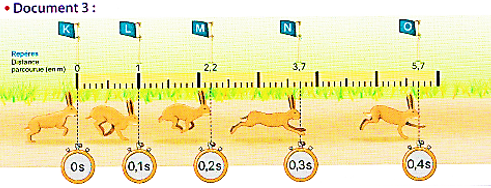 • Document 3 :
K L M N O
Repères
Distance
parcourue (en m)
0 1 2,2 3,7 5,7
0s 0,1s 0,2s 0,3s 0,4s